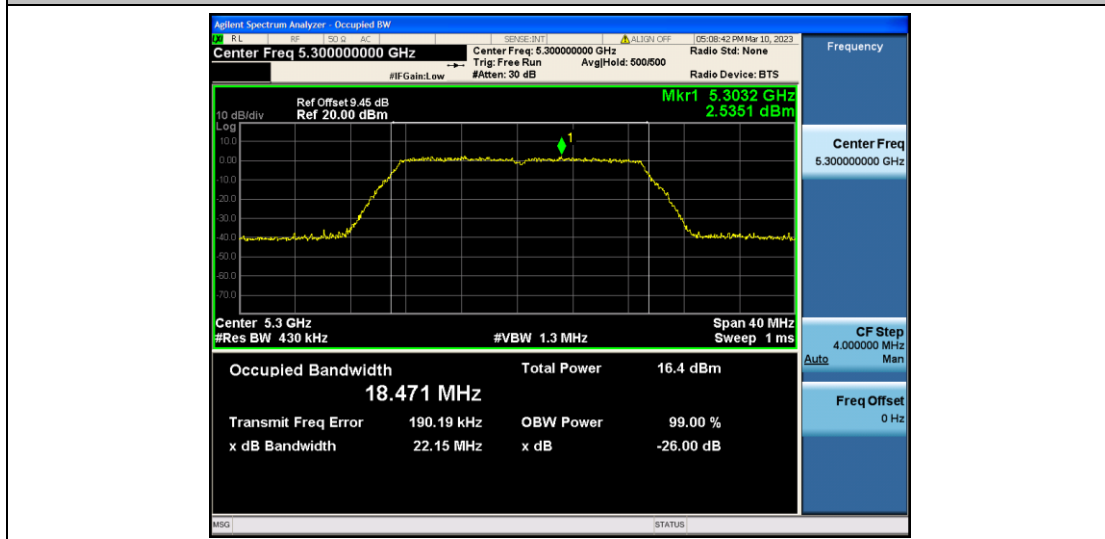 Agilent Spectrum Analyzer - Occupied BW
RL RF 50 Ω AC SENSE:INT ALIGN OFF 05:08:42 PM Mar 10, 2023
Center Freq 5.300000000 GHz Center Freq: 5.300000000 GHz Radio Std: None
Trig: Free Run Avg|Hold: 500/500
#IFGain:Low #Atten: 30 dB Radio Device: BTS
Frequency
Ref Offset 9.45 dB Mkr1 5.3032 GHz
10 dB/div Ref 20.00 dBm 2.5351 dBm
Log
10.0
0.00
-10.0
-20.0
-30.0
-40.0
-50.0
-60.0
-70.0
1
Center 5.3 GHz Span 40 MHz
#Res BW 430 kHz #VBW 1.3 MHz Sweep 1 ms
Occupied Bandwidth Total Power 16.4 dBm
18.471 MHz
Transmit Freq Error 190.19 kHz OBW Power 99.00 %
x dB Bandwidth 22.15 MHz x dB -26.00 dB
Center Freq
5.300000000 GHz
CF Step
4.000000 MHz
Auto Man
Freq Offset
0 Hz
MSG STATUS